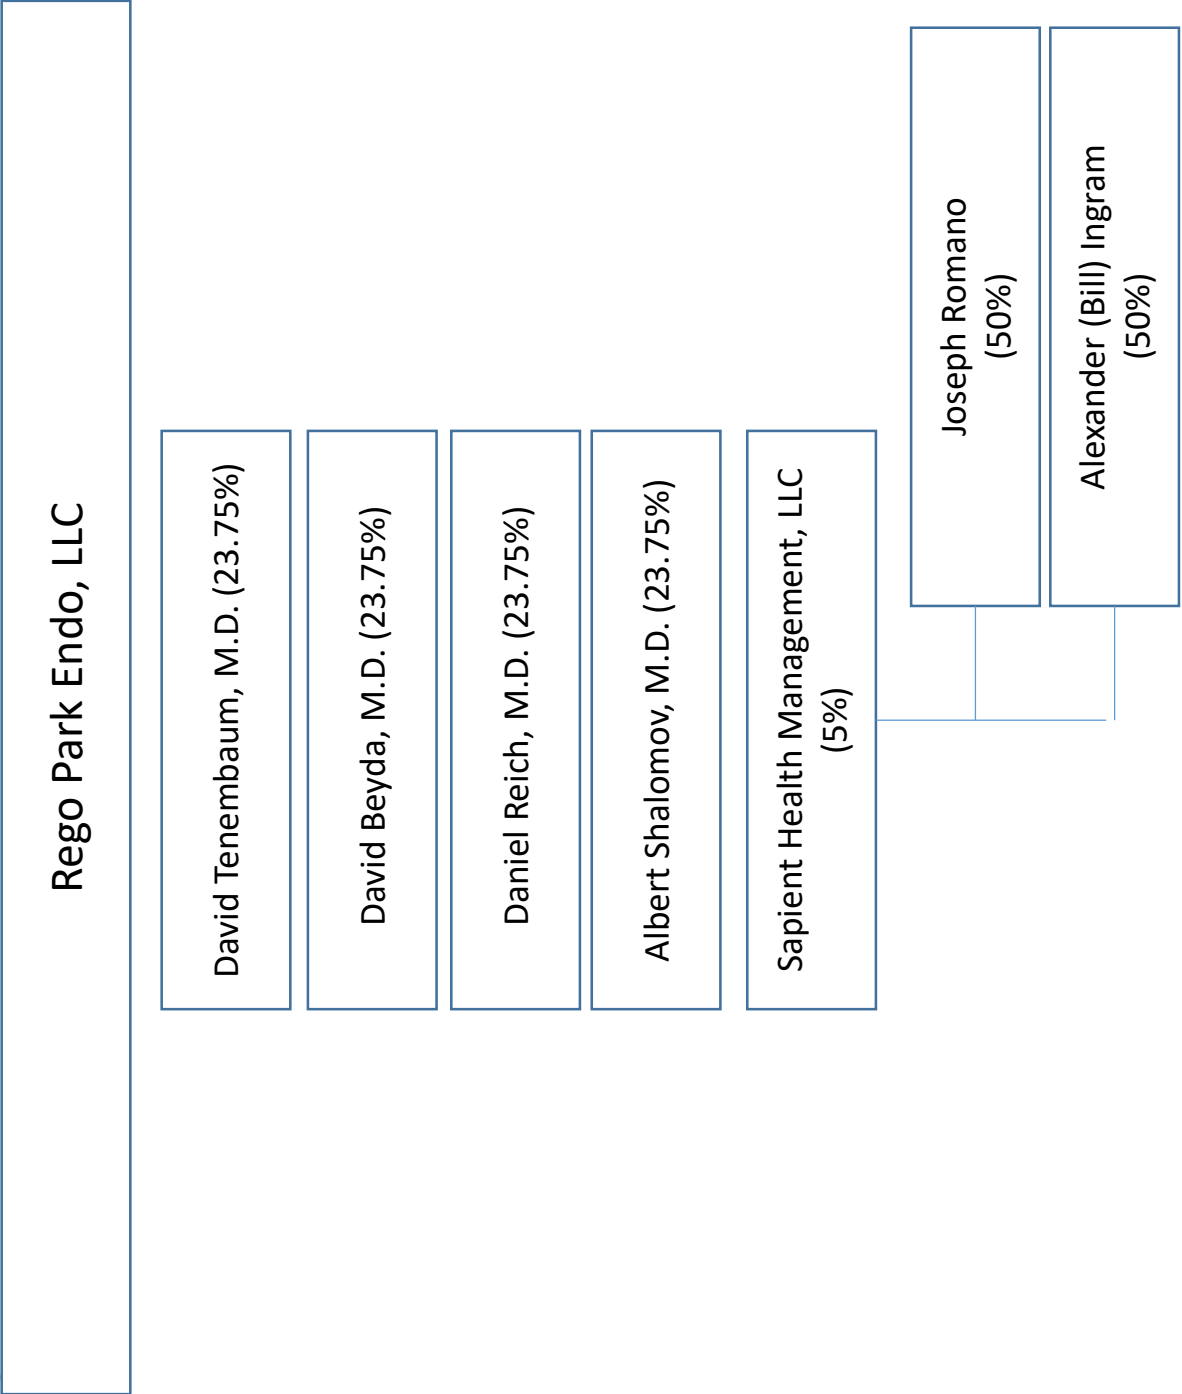 Rego Park Endo, LLC
David Tenembaum, M.D. (23.75%)
David Beyda, M.D. (23.75%)
Daniel Reich, M.D. (23.75%)
Albert Shalomov, M.D. (23.75%)
Sapient Health Management, LLC
(5%)
Joseph Romano
(50%)
Alexander (Bill) Ingram
(50%)